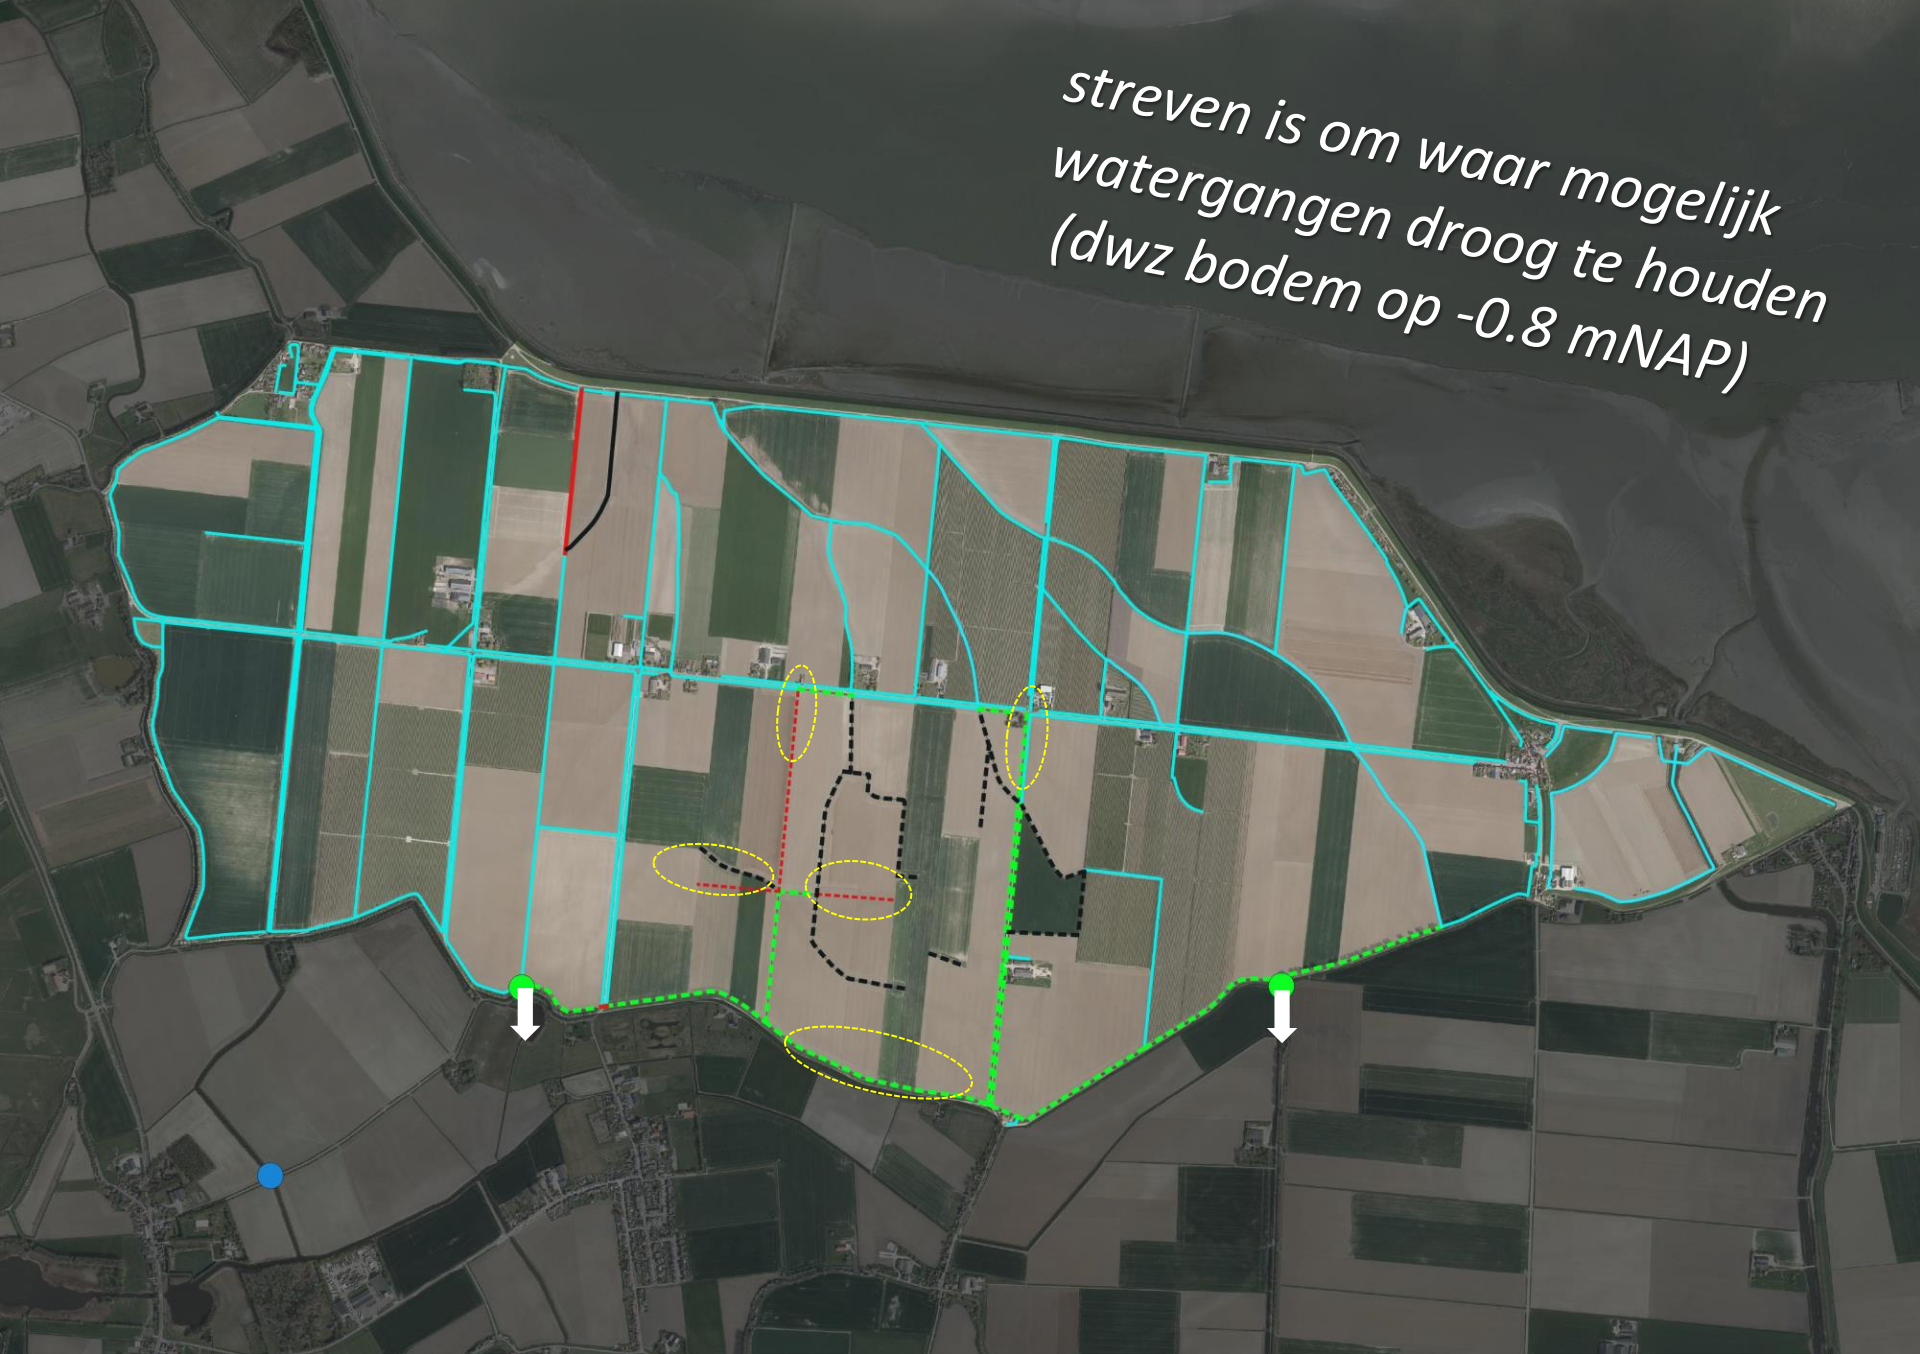 streven is om waar mogelijk
watergangen droog te houden
(dwz bodem op -0.8 mNAP)